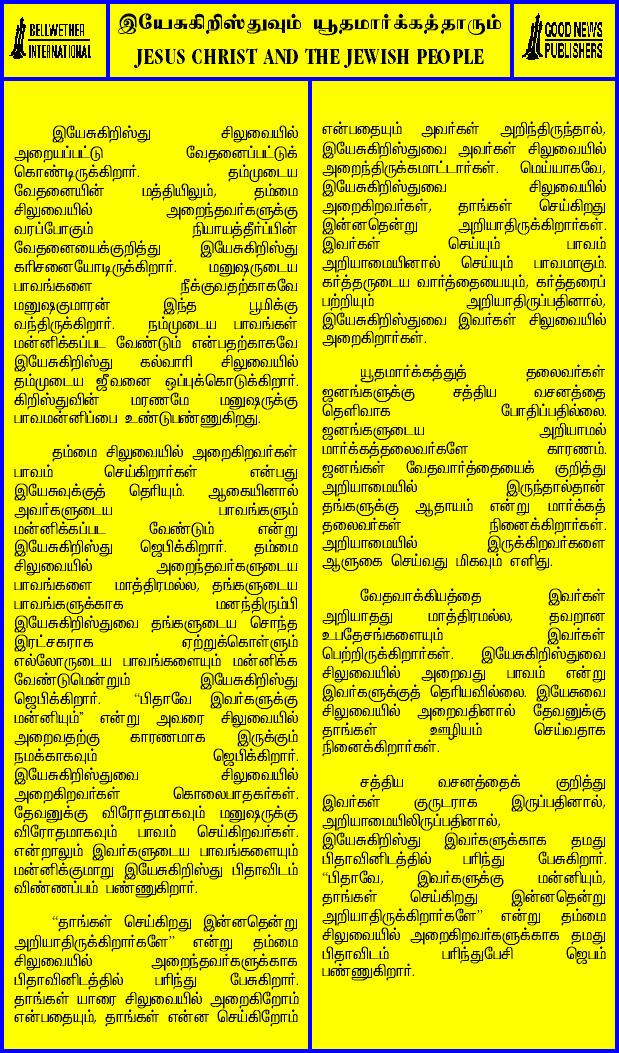 BELLWETHER
INTERNATIONAL
இயேசுகிறிஸ்துவும் யூதமார்க்கத்தாரும்
JESUS CHRIST AND THE JEWISH PEOPLE
GOOD NEWS
PUBLISHERS
இயேசுகிறிஸ்து சிலுவையில்
அறையப்பட்டு வேதனைப்பட்டுக்
கொண்டிருக்கிறார். தம்முடைய
வேதனையின் மத்தியிலும், தம்மை
சிலுவையில் அறைந்தவர்களுக்கு
வரப்போகும் நியாயத்தீர்ப்பின்
வேதனையைக்குறித்து இயேசுகிறிஸ்து
கரிசனையோடிருக்கிறார். மனுஷருடைய
பாவங்களை நீக்குவதற்காகவே
மனுஷகுமாரன் இந்த பூமிக்கு
வந்திருக்கிறார். நம்முடைய பாவங்கள்
மன்னிக்கப்பட வேண்டும் என்பதற்காகவே
இயேசுகிறிஸ்து கல்வாரி சிலுவையில்
தம்முடைய ஜீவனை ஒப்புக்கொடுக்கிறார்.
கிறிஸ்துவின் மரணமே மனுஷருக்கு
பாவமன்னிப்பை உண்டுபண்ணுகிறது.
தம்மை சிலுவையில் அறைகிறவர்கள்
பாவம் செய்கிறார்கள் என்பது
இயேசுவுக்குத் தெரியும். ஆகையினால்
அவர்களுடைய பாவங்களும்
மன்னிக்கப்பட வேண்டும் என்று
இயேசுகிறிஸ்து ஜெபிக்கிறார். தம்மை
சிலுவையில் அறைந்தவர்களுடைய
பாவங்களை மாத்திரமல்ல, தங்களுடைய
பாவங்களுக்காக மனந்திரும்பி
இயேசுகிறிஸ்துவை தங்களுடைய சொந்த
இரட்சகராக ஏற்றுக்கொள்ளும்
எல்லோருடைய பாவங்களையும் மன்னிக்க
வேண்டுமென்றும் இயேசுகிறிஸ்து
ஜெபிக்கிறார். “பிதாவே இவர்களுக்கு
மன்னியும்” என்று அவரை சிலுவையில்
அறைவதற்கு காரணமாக இருக்கும்
நமக்காகவும் ஜெபிக்கிறார்.
இயேசுகிறிஸ்துவை சிலுவையில்
அறைகிறவர்கள் கொலைபாதகர்கள்.
தேவனுக்கு விரோதமாகவும் மனுஷருக்கு
விரோதமாகவும் பாவம் செய்கிறவர்கள்.
என்றாலும் இவர்களுடைய பாவங்களையும்
மன்னிக்குமாறு இயேசுகிறிஸ்து பிதாவிடம்
விண்ணப்பம் பண்ணுகிறார்.
“தாங்கள் செய்கிறது இன்னதென்று
அறியாதிருக்கிறார்களே” என்று தம்மை
சிலுவையில் அறைந்தவர்களுக்காக
பிதாவினிடத்தில் பரிந்து பேசுகிறார்.
தாங்கள் யாரை சிலுவையில் அறைகிறோம்
என்பதையும், தாங்கள் என்ன செய்கிறோம்
என்பதையும் அவர்கள் அறிந்திருந்தால்,
இயேசுகிறிஸ்துவை அவர்கள் சிலுவையில்
அறைந்திருக்கமாட்டார்கள். மெய்யாகவே,
இயேசுகிறிஸ்துவை சிலுவையில்
அறைகிறவர்கள், தாங்கள் செய்கிறது
இன்னதென்று அறியாதிருக்கிறார்கள்.
இவர்கள் செய்யும் பாவம்
அறியாமையினால் செய்யும் பாவமாகும்.
கர்த்தருடைய வார்த்தையையும், கர்த்தரைப்
பற்றியும் அறியாதிருப்பதினால்,
இயேசுகிறிஸ்துவை இவர்கள் சிலுவையில்
அறைகிறார்கள்.
யூதமார்க்கத்துத் தலைவர்கள்
ஜனங்களுக்கு சத்திய வசனத்தை
தெளிவாக போதிப்பதில்லை.
ஜனங்களுடைய அறியாமல்
மார்க்கத்தலைவர்களே காரணம்.
ஜனங்கள் வேதவார்த்தையைக் குறித்து
அறியாமையில் இருந்தால்தான்
தங்களுக்கு ஆதாயம் என்று மார்க்கத்
தலைவர்கள் நினைக்கிறார்கள்.
அறியாமையில் இருக்கிறவர்களை
ஆளுகை செய்வது மிகவும் எளிது.
வேதவாக்கியத்தை இவர்கள்
அறியாதது மாத்திரமல்ல, தவறான
உபதேசங்களையும் இவர்கள்
பெற்றிருக்கிறார்கள். இயேசுகிறிஸ்துவை
சிலுவையில் அறைவது பாவம் என்று
இவர்களுக்குத் தெரியவில்லை. இயேசுவை
சிலுவையில் அறைவதினால் தேவனுக்கு
தாங்கள் ஊழியம் செய்வதாக
நினைக்கிறார்கள்.
சத்திய வசனத்தைக் குறித்து
இவர்கள் குருடராக இருப்பதினால்,
அறியாமையிலிருப்பதினால்,
இயேசுகிறிஸ்து இவர்களுக்காக தமது
பிதாவினிடத்தில் பரிந்து பேசுகிறார்.
“பிதாவே, இவர்களுக்கு மன்னியும்,
தாங்கள் செய்கிறது இன்னதென்று
அறியாதிருக்கிறார்களே” என்று தம்மை
சிலுவையில் அறைகிறவர்களுக்காக தமது
பிதாவிடம் பரிந்துபேசி ஜெபம்
பண்ணுகிறார்.